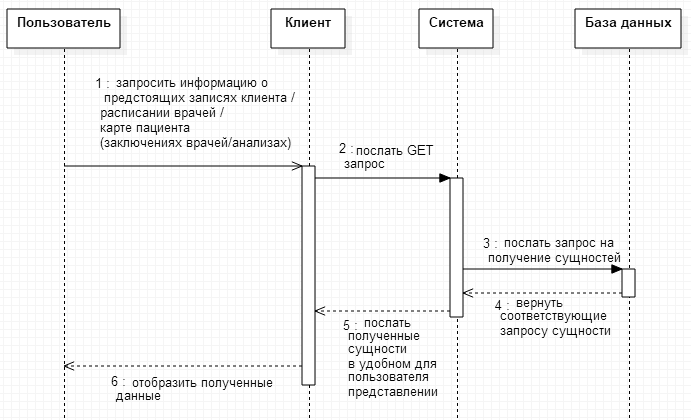 Пользователь
Клиент
Система
База данных
1 : запросить информацию о
предстоящих записях клиента /
расписании врачей /
карте пациента
(заключениях врачей/анализах)
2 : послать GET
запрос
3 : послать запрос на
получение сущностей
4 : вернуть
соответствующие
запросу сущности
5 : послать
полученные
сущности
в удобном для
пользователя
представлении
6 : отобразить полученные
данные